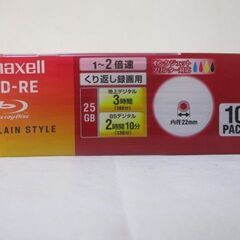 maxell
D-RE
Blu-ray Disc
LAIN STYLE
1～2倍速
くり返し録画用
25GB
地上デジタル
3時間
(180分)
BSデジタル
2時間10分
(130分)
インクジェット
プリンター対応
内径22mm
10
PACK